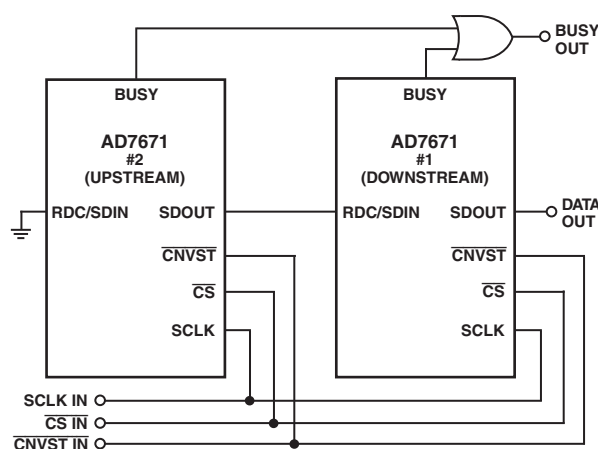 BUSY
OUT
BUSY
BUSY
AD7671
#2
(UPSTREAM)
AD7671
#1
(DOWNSTREAM)
RDC/SDIN
SDOUT
RDC/SDIN
SDOUT
DATA
OUT
CNVST
CNVST
CS
CS
SCLK
SCLK
SCLK IN
CS IN
CNVST IN